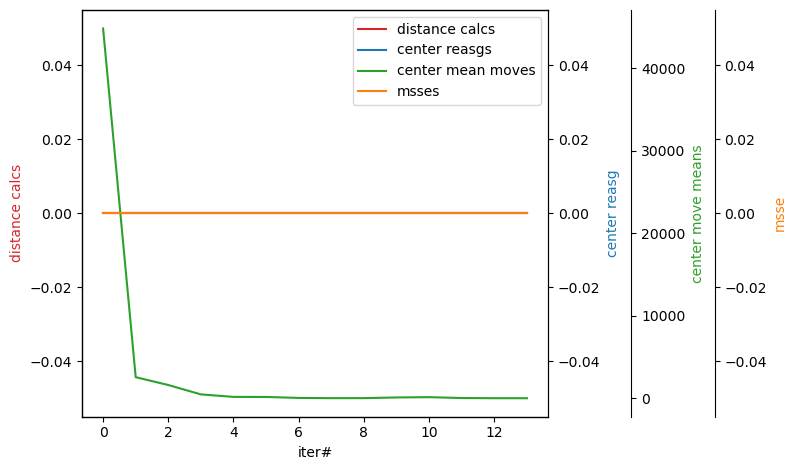 distance calcs
center reasgs
center mean moves
msses
0.04
0.02
0.00
−0.02
−0.04
distance calcs
0 2 4 6 8 10 12
iter#
0.04
0.02
0.00
−0.02
−0.04
center reasg
40000
30000
20000
10000
0
center move means
0.04
0.02
0.00
−0.02
−0.04
msse